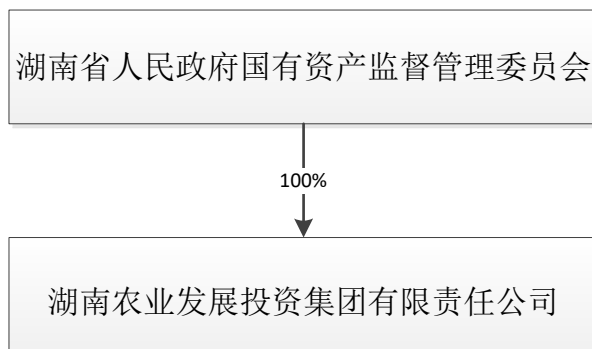 湖南省人民政府国有资产监督管理委员会
100%
湖南农业发展投资集团有限责任公司